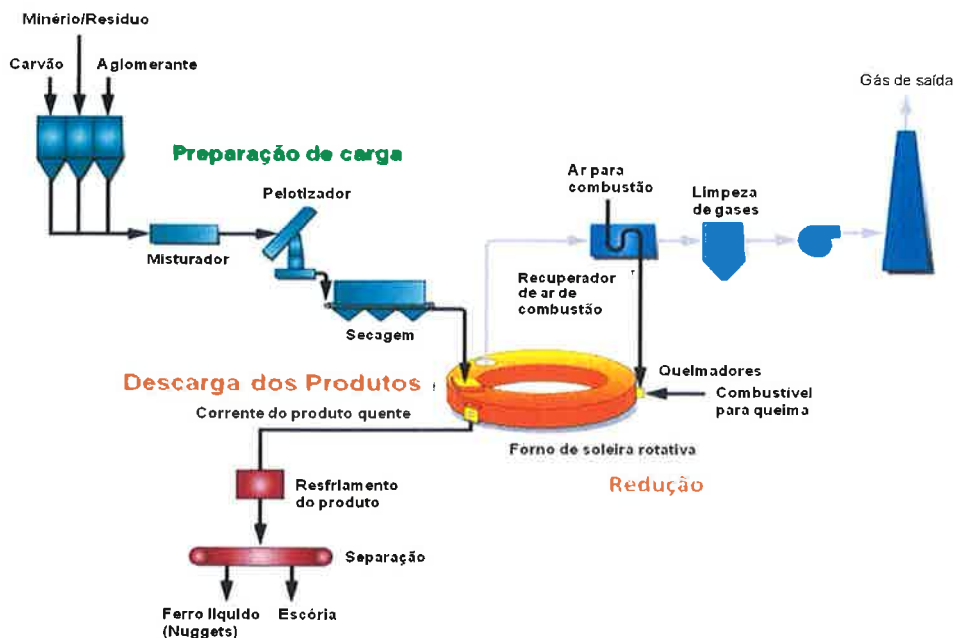 Minério/Resíduo
Carvão
Aglomerante
Preparação de carga
Pelotizador
Misturador
Secagem
Gás de saída
Ar para
combustão
Limpeza
de gases
Recuperador
de ar de
combustão
Descarga dos Produtos
Corrente do produto quente
Queimadores
Combustível
para queima
Forno de soleira rotativa
Redução
Resfriamento
do produto
Separação
Ferro líquido
(Nuggets)
Escória